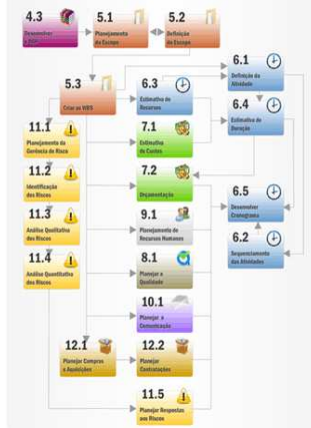 4.3
Desenvolver
o PGP
5.1
Planejamento
do Escopo
5.2
Definição
do Escopo
6.1
Definição da
Atividade
5.3
Criar as WBS
6.3
Estimativa de
Recursos
6.4
Estimativa de
Duração
11.1
Planejamento da
Gerência de Risco
7.1
Estimativa
de Custos
11.2
Identificação
dos Riscos
7.2
Orçamentação
6.5
Desenvolver
Cronograma
11.3
Análise Qualitativa
dos Riscos
9.1
Planejamento de
Recursos Humanos
6.2
Sequenciamento
das Atividades
11.4
Análise Quantitativa
dos Riscos
8.1
Planejar a
Qualidade
10.1
Planejar a
Comunicação
12.1
Planejar Compras
e Aquisições
12.2
Planejar
Contratações
11.5
Planejar Respostas
aos Riscos